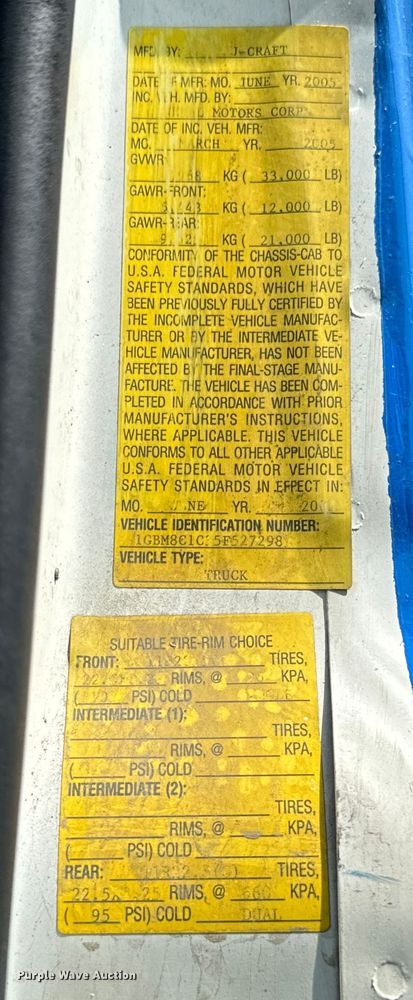 MFD BY: J-CRAFT
DATE OF MFR: MO. JUNE YR. 2005
INC. VEH. MFD. BY:
MOTORS CORP
DATE OF INC. VEH. MFR:
MO. MARCH YR. 2005
GVWR
KG ( 33,000 LB)
GAWR-FRONT:
KG ( 12,000 LB)
GAWR-REAR:
KG ( 21,000 LB)
CONFORMITY OF THE CHASSIS-CAB TO
U.S.A. FEDERAL MOTOR VEHICLE
SAFETY STANDARDS, WHICH HAVE
BEEN PREVIOUSLY FULLY CERTIFIED BY
THE INCOMPLETE VEHICLE MANUFAC-
TURER OR BY THE INTERMEDIATE VE-
HICLE MANUFACTURER, HAS NOT BEEN
AFFECTED BY THE FINAL-STAGE MANU-
FACTURE. THE VEHICLE HAS BEEN COM-
PLETED IN ACCORDANCE WITH PRIOR
MANUFACTURER'S INSTRUCTIONS,
WHERE APPLICABLE. THIS VEHICLE
CONFORMS TO ALL OTHER APPLICABLE
U.S.A. FEDERAL MOTOR VEHICLE
SAFETY STANDARDS IN EFFECT IN:
MO. JUNE YR.
VEHICLE IDENTIFICATION NUMBER:
VEHICLE TYPE:
TRUCK
SUITABLE TIRE-RIM CHOICE
FRONT: TIRES,
RIMS, @ KPA,
( PSI) COLD
INTERMEDIATE (1):
TIRES,
RIMS, @ KPA,
( PSI) COLD
INTERMEDIATE (2):
TIRES,
RIMS, @ KPA,
( PSI) COLD
REAR: TIRES,
RIMS, @ 660 KPA,
( 95 PSI) COLD DUAL
Purple Wave Auction